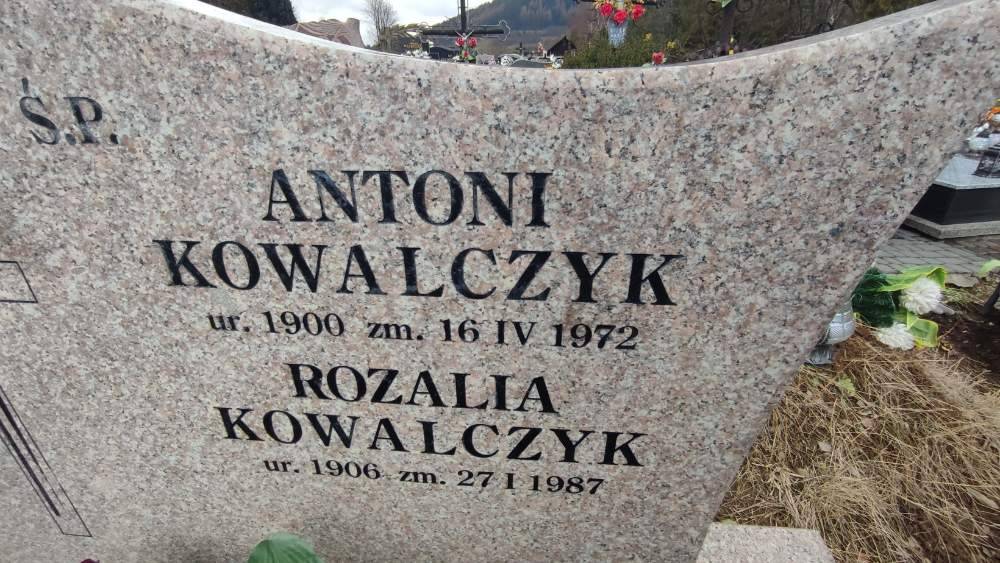 Ś.P.
ANTONI
KOWALCZYK
ur. 1900 zm. 16 IV 1972
ROZALIA
KOWALCZYK
ur. 1906 zm. 27 I 1987